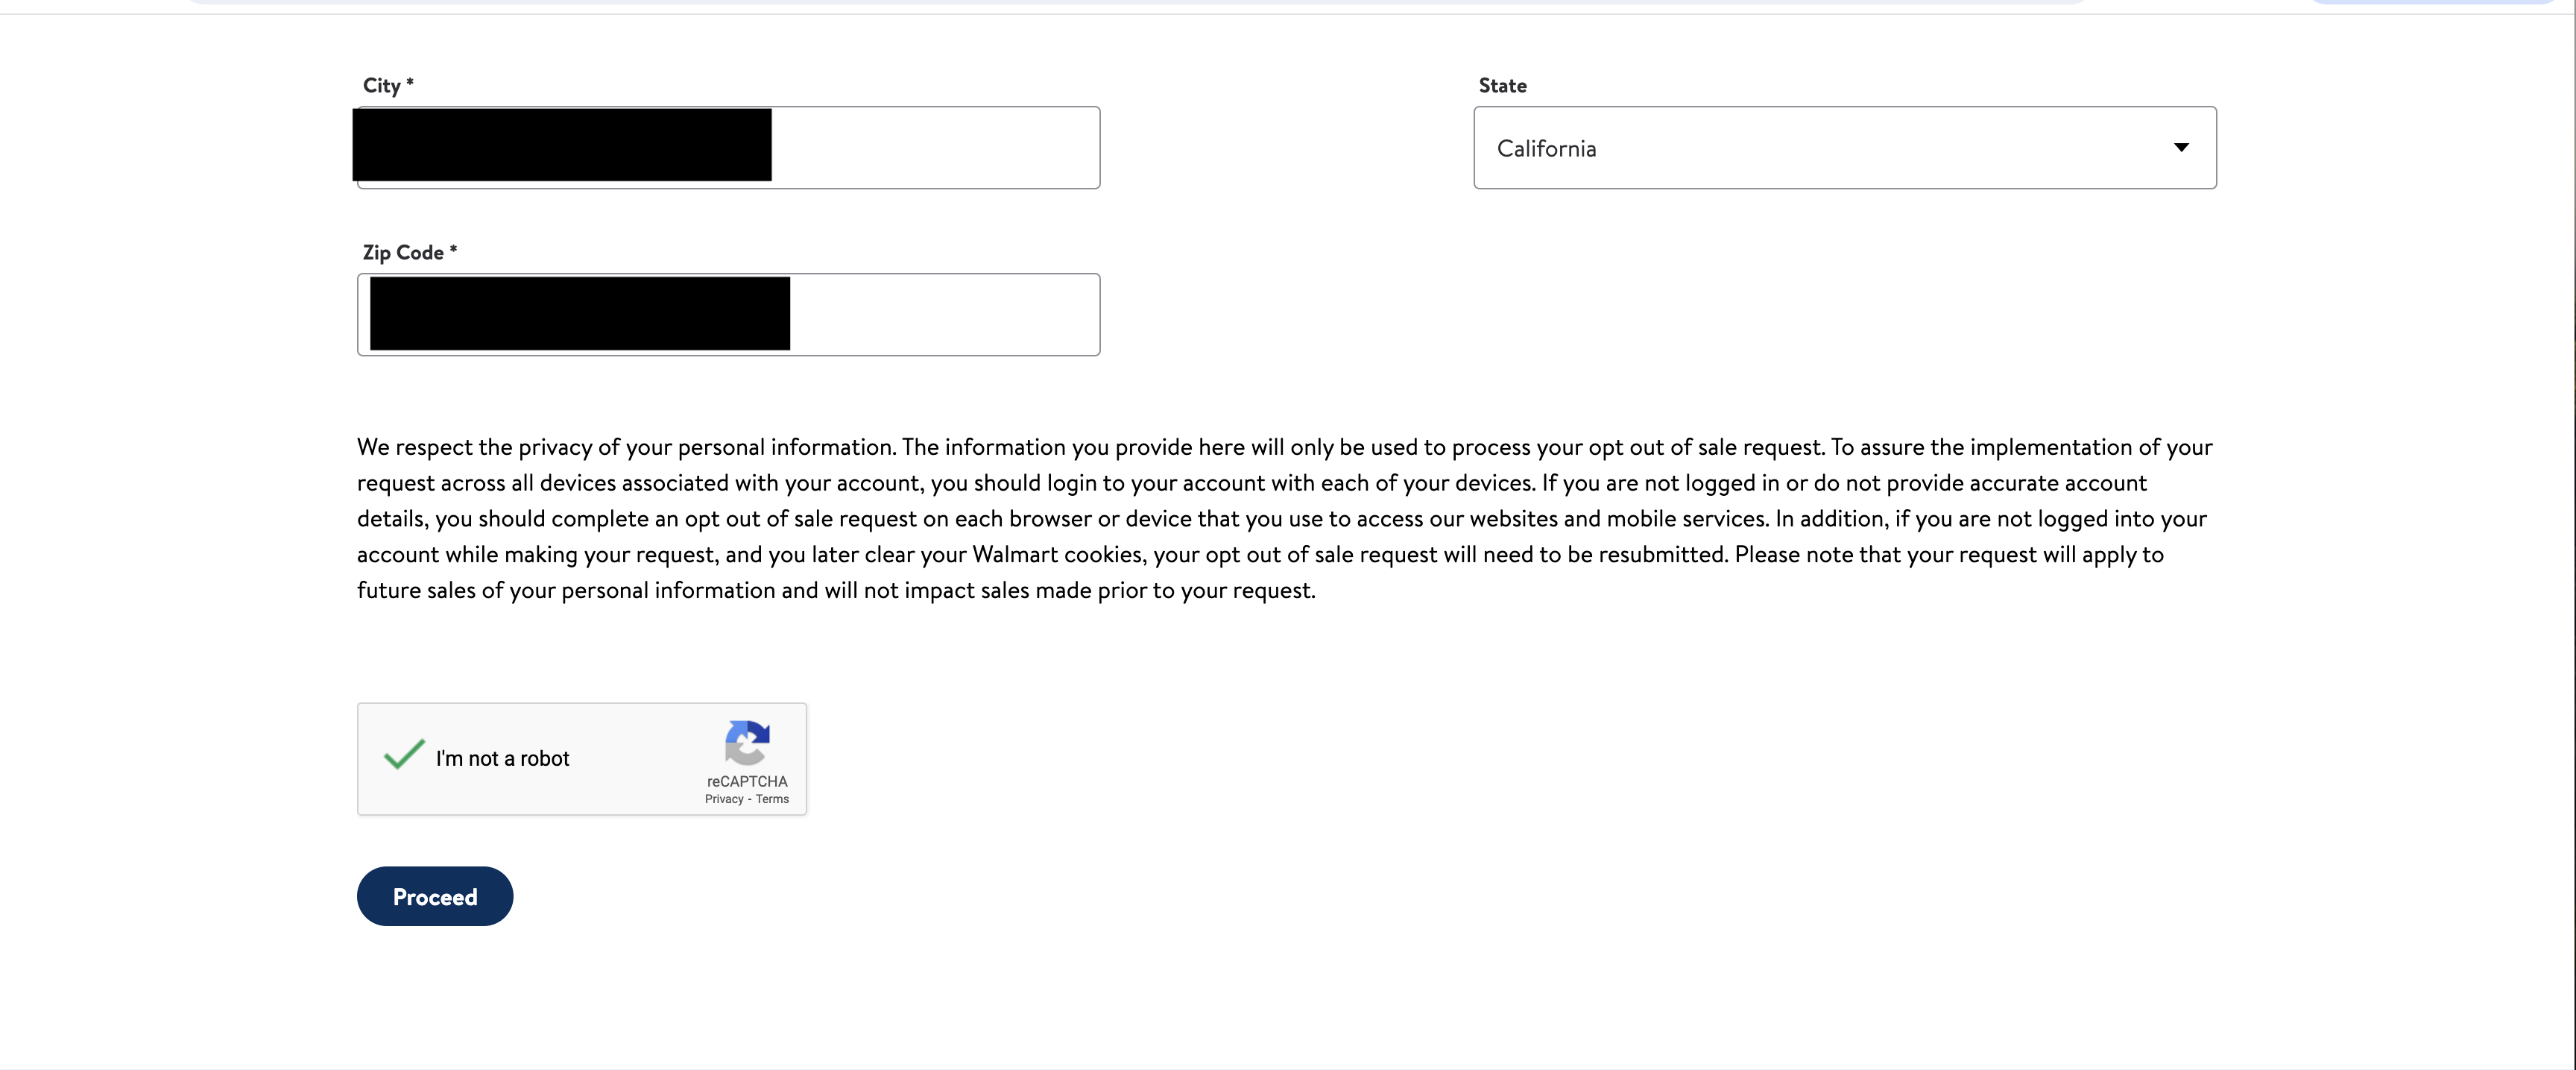 City *
State
California
Zip Code *
We respect the privacy of your personal information. The information you provide here will only be used to process your opt out of sale request. To assure the implementation of your
request across all devices associated with your account, you should login to your account with each of your devices. If you are not logged in or do not provide accurate account
details, you should complete an opt out of sale request on each browser or device that you use to access our websites and mobile services. In addition, if you are not logged into your
account while making your request, and you later clear your Walmart cookies, your opt out of sale request will need to be resubmitted. Please note that your request will apply to
future sales of your personal information and will not impact sales made prior to your request.
I'm not a robot
reCAPTCHA
Privacy - Terms
Proceed